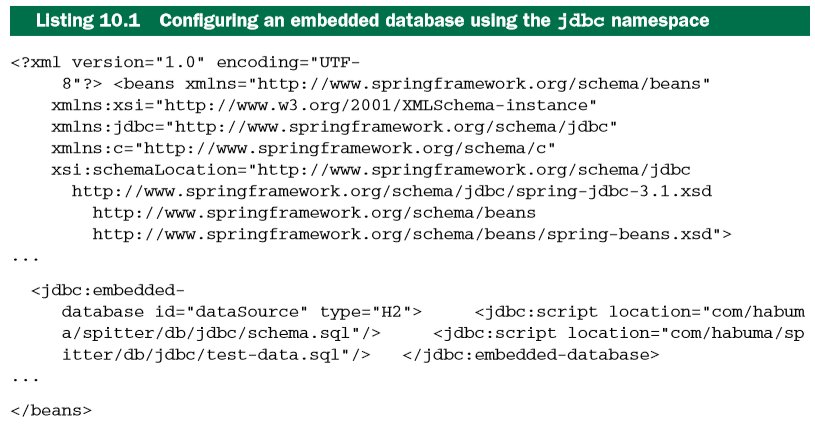 Listing 10.1 Configuring an embedded database using the jdbc namespace
<?xml version="1.0" encoding="UTF-
8"?> <beans xmlns="http://www.springframework.org/schema/beans"
xmlns:xsi="http://www.w3.org/2001/XMLSchema-instance"
xmlns:jdbc="http://www.springframework.org/schema/jdbc"
xmlns:c="http://www.springframework.org/schema/c"
xsi:schemaLocation="http://www.springframework.org/schema/jdbc
http://www.springframework.org/schema/jdbc/spring-jdbc-3.1.xsd
http://www.springframework.org/schema/beans
http://www.springframework.org/schema/beans/spring-beans.xsd">
...
<jdbc:embedded-
database id="dataSource" type="H2"> <jdbc:script location="com/habum
a/spitter/db/jdbc/schema.sql"/> <jdbc:script location="com/habuma/sp
itter/db/jdbc/test-data.sql"/> </jdbc:embedded-database>
...
</beans>